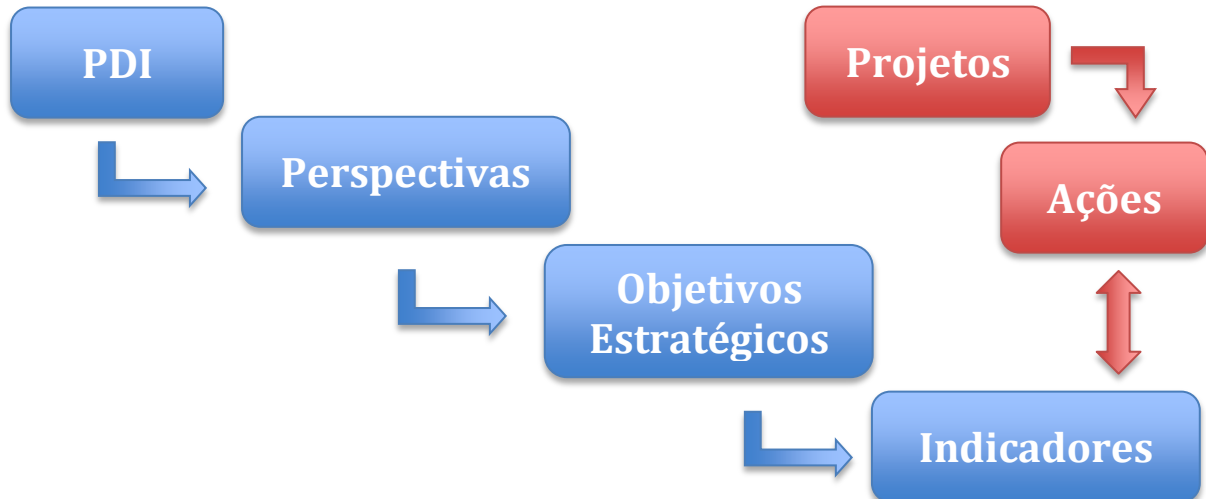 PDI
Projetos
Perspectivas
Ações
Objetivos
Estratégicos
Indicadores